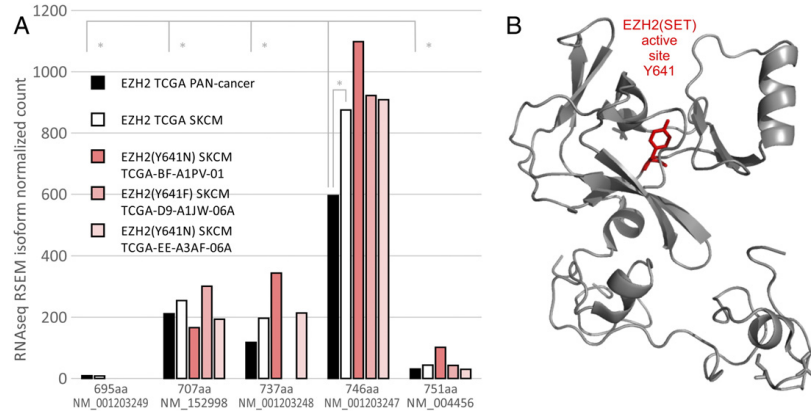 A
RNAseq RSEM isoform normalized count
1200
1000
800
600
400
200
0
*
*
*
*
*
EZH2 TCGA PAN-cancer
EZH2 TCGA SKCM
EZH2(Y641N) SKCM
TCGA-BF-A1PV-01
EZH2(Y641F) SKCM
TCGA-D9-A1JW-06A
EZH2(Y641N) SKCM
TCGA-EE-A3AF-06A
695aa
NM_001203249
707aa
NM_152998
737aa
NM_001203248
746aa
NM_001203247
751aa
NM_004456
B
EZH2(SET)
active
site
Y641